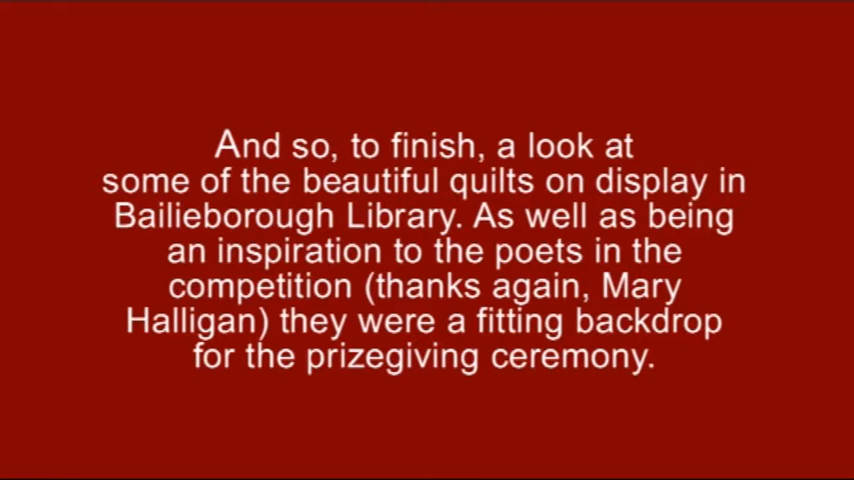 And so, to finish, a look at
some of the beautiful quilts on display in
Bailieborough Library. As well as being
an inspiration to the poets in the
competition (thanks again, Mary
Halligan) they were a fitting backdrop
for the prizegiving ceremony.